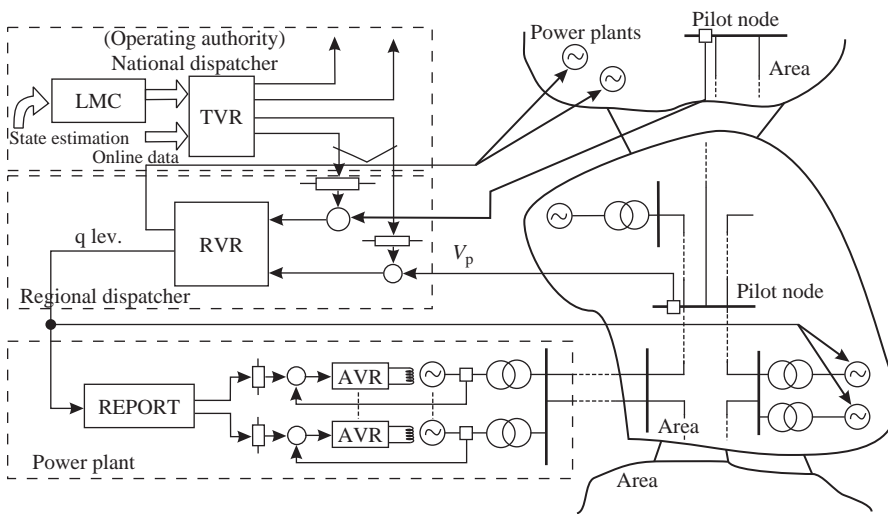 (Operating authority)
National dispatcher
LMC
TVR
State estimation
Online data
Power plants
Pilot node
Area
q lev.
RVR
V_p
Regional dispatcher
Pilot node
REPORT
AVR
AVR
Power plant
Area
Area